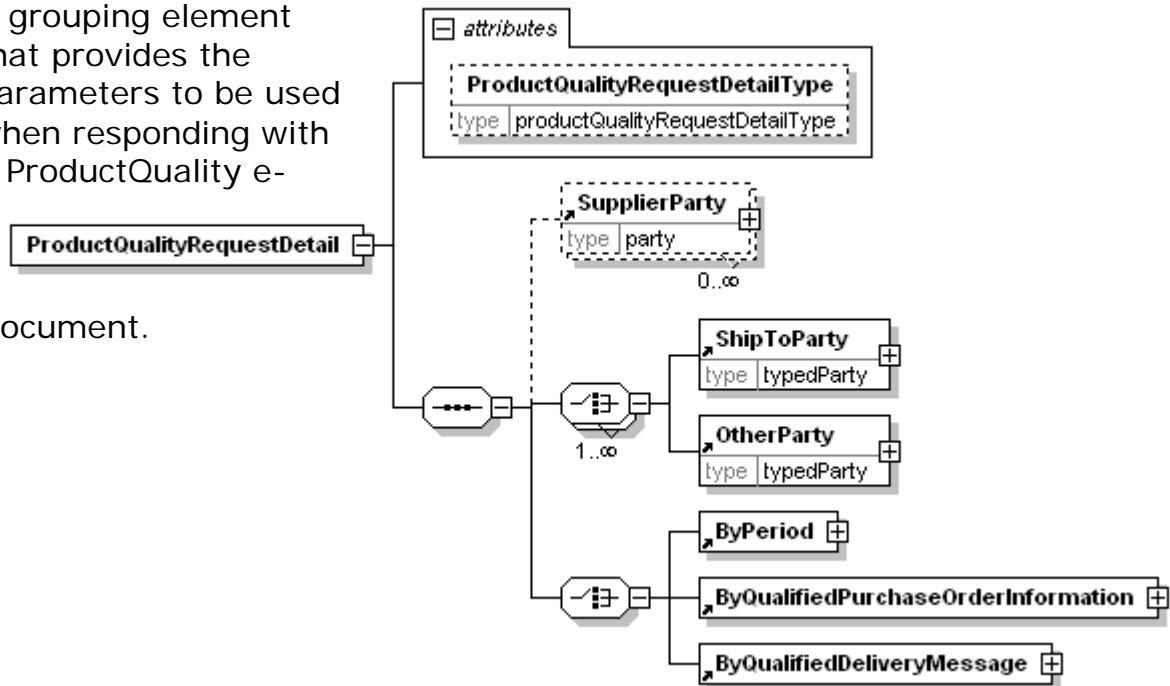 grouping element
hat provides the
arameters to be used
when responding with
ProductQuality e-
ocument.
attributes
ProductQualityRequestDetailType
type productQualityRequestDetailType
SupplierParty
type party
0..∞
ProductQualityRequestDetail
ShipToParty
type typedParty
1..∞
OtherParty
type typedParty
ByPeriod
ByQualifiedPurchaseOrderInformation
ByQualifiedDeliveryMessage